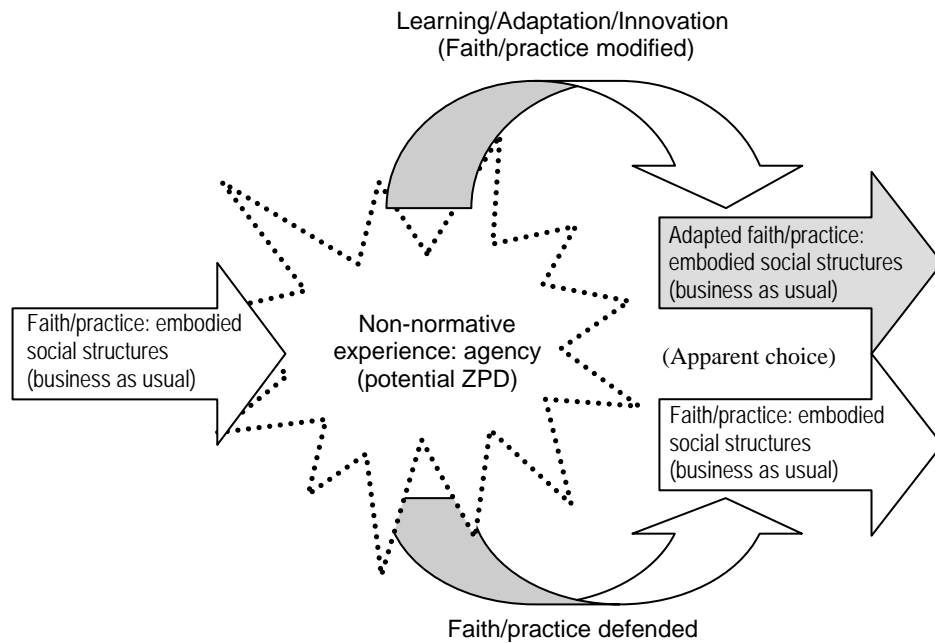 Learning/Adaptation/Innovation
(Faith/practice modified)
Faith/practice: embodied
social structures
(business as usual)
Non-normative
experience: agency
(potential ZPD)
Adapted faith/practice:
embodied social structures
(business as usual)
(Apparent choice)
Faith/practice: embodied
social structures
(business as usual)
Faith/practice defended